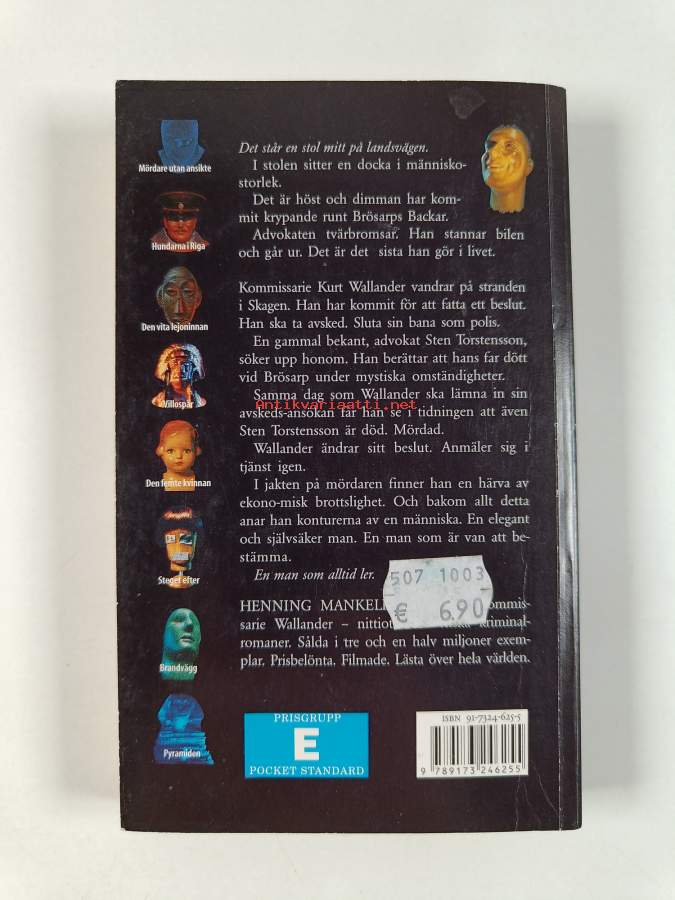 Mördare utan ansikte
Hundarna i Riga
Den vita lejoninnan
Villospår
Den femte kvinnan
Steget efter
Brandvägg
Pyramiden
Det står en stol mitt på landsvägen.
I stolen sitter en docka i människo-
storlek.
Det är höst och dimman har kom-
mit krypande runt Brösarps Backar.
Advokaten tvärbromsar. Han stannar bilen
och går ur. Det är det sista han gör i livet.
Kommissarie Kurt Wallander vandrar på stranden
i Skagen. Han har kommit för att fatta ett beslut.
Han ska ta avsked. Sluta sin bana som polis.
En gammal bekant, advokat Sten Torstensson,
söker upp honom. Han berättar att hans far dött
vid Brösarp under mystiska omständigheter.
Samma dag som Wallander ska lämna in sin
Antikvariaatti.net
avskeds-ansökan får han se i tidningen att även
Sten Torstensson är död. Mördad.
Wallander ändrar sitt beslut. Anmäler sig i
tjänst igen.
I jakten på mördaren finner han en härva av
ekono-misk brottslighet. Och bakom allt detta
anar han konturerna av en människa. En elegant
och självsäker man. En man som är van att be-
stämma.
En man som alltid ler.
507 1003
€ 6,90
HENNING MANKELL
sarie Wallander – nittio kriminal-
romaner. Sålda i tre och en halv miljoner exem-
plar. Prisbelönta. Filmade. Lästa över hela världen.
PRISGRUPP
E
POCKET STANDARD
ISBN 91-7324-625-5
9 789173 246255